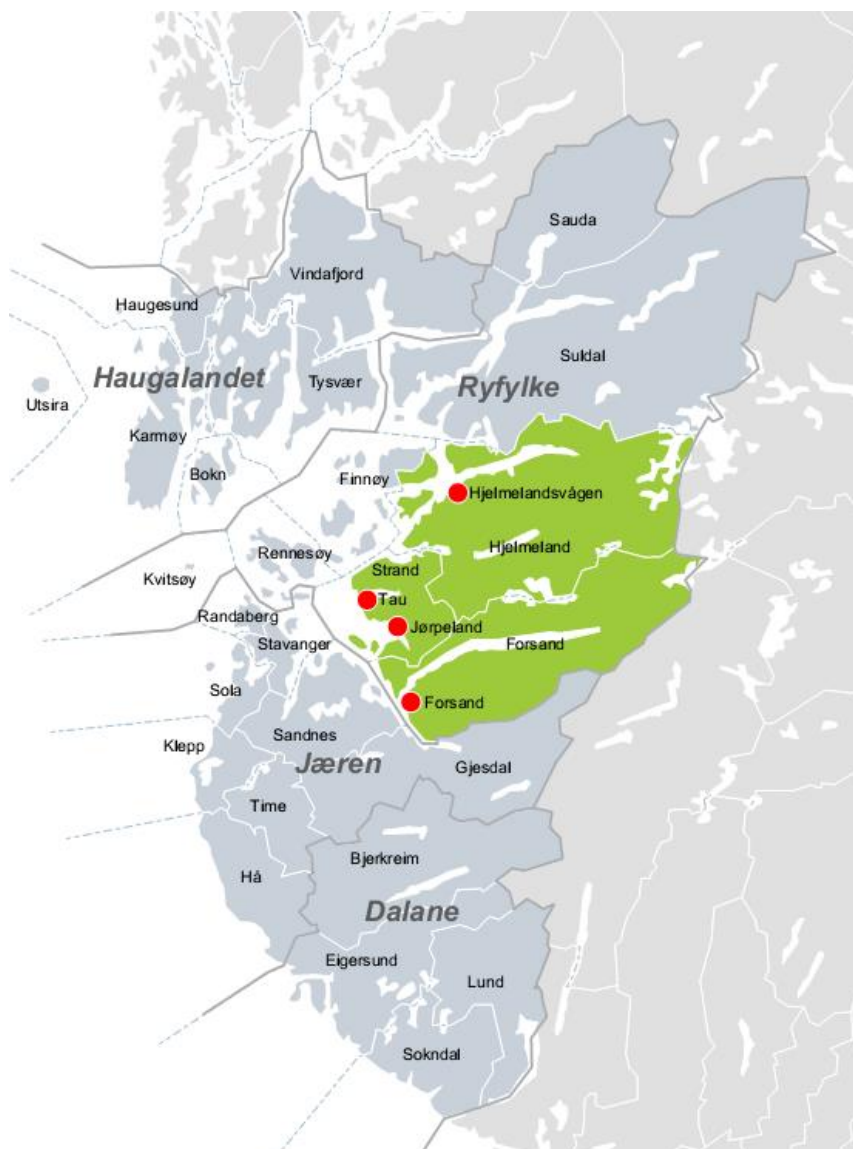 Sauda
Vindafjord
Haugesund
Suldal
Haugalandet
Ryfylke
Tysvær
Utsira
Karmøy
Bokn
Finnøy
Hjelmelandsvågen
Rennesøy
Hjelmeland
Strand
Kvitsøy
Tau
Randaberg
Jørpeland
Stavanger
Forsand
Sola
Forsand
Sandnes
Klepp
Jæren
Gjesdal
Time
Bjerkreim
Hå
Dalane
Eigersund
Lund
Sokndal